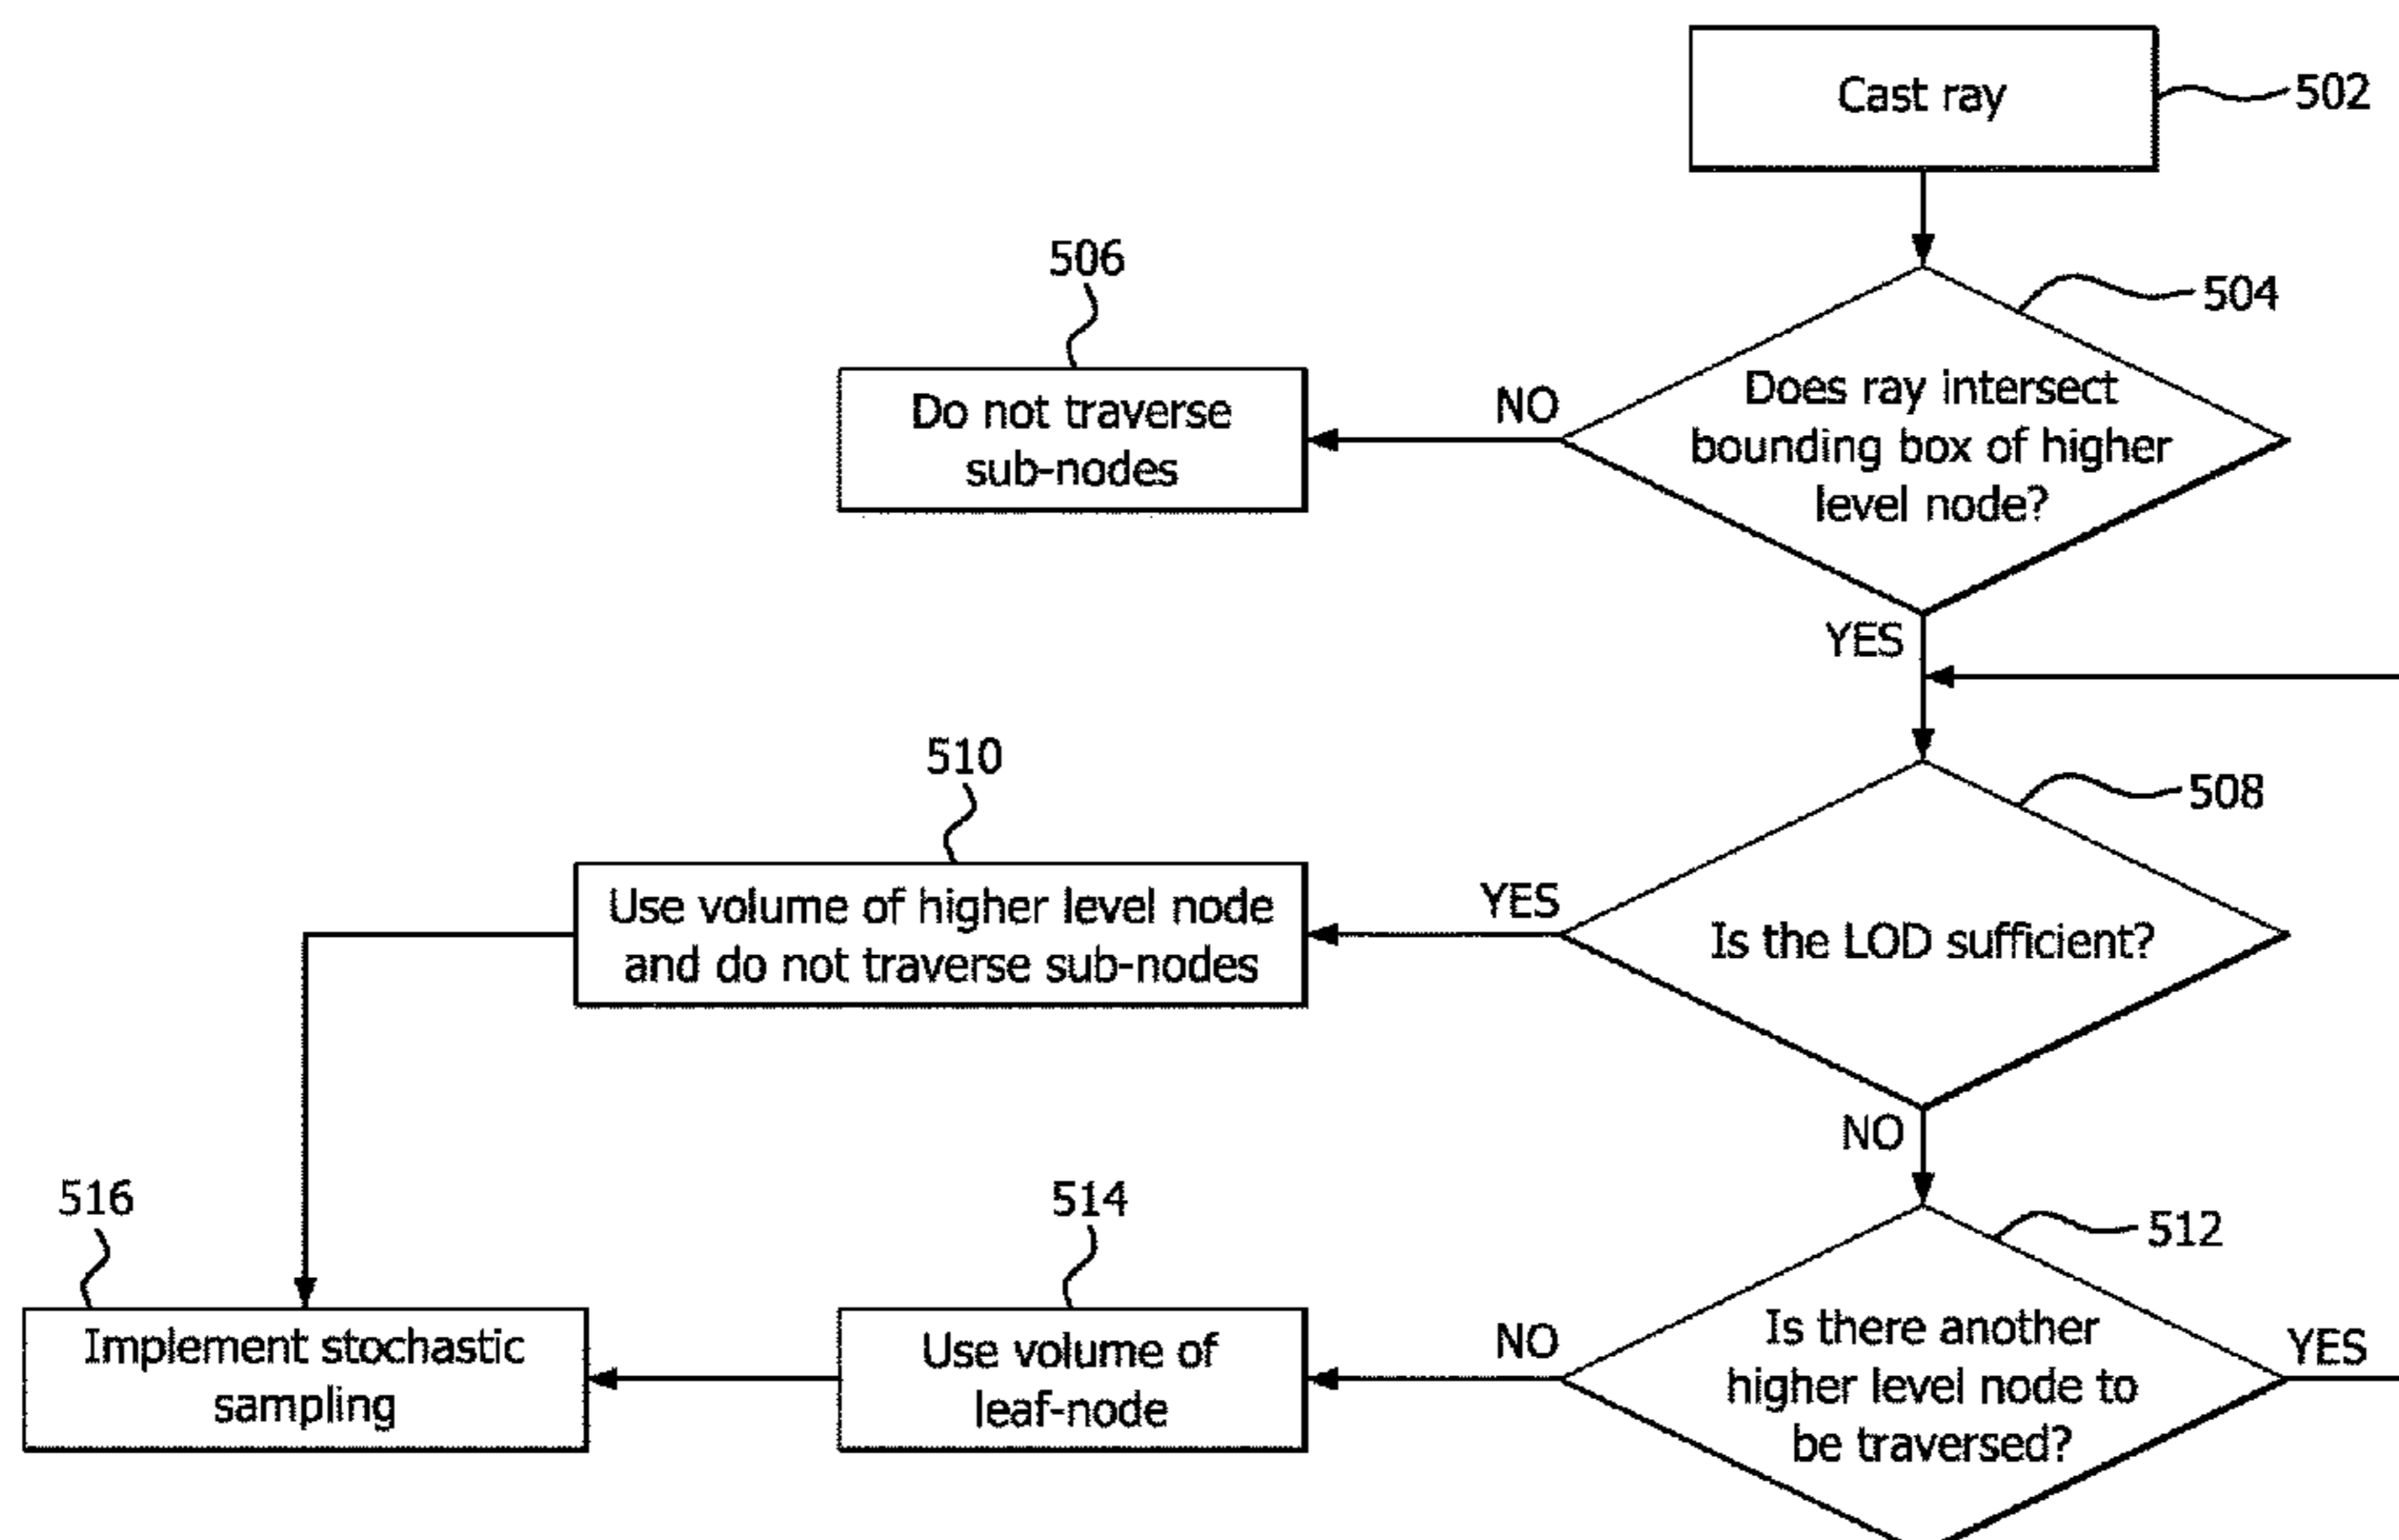 Cast ray
502
504
506
Does ray intersect
bounding box of higher
level node?
NO
Do not traverse
sub-nodes
YES
508
510
Is the LOD sufficient?
YES
Use volume of higher level node
and do not traverse sub-nodes
NO
512
514
516
Is there another
higher level node to
be traversed?
YES
NO
Use volume of
leaf-node
Implement stochastic
sampling